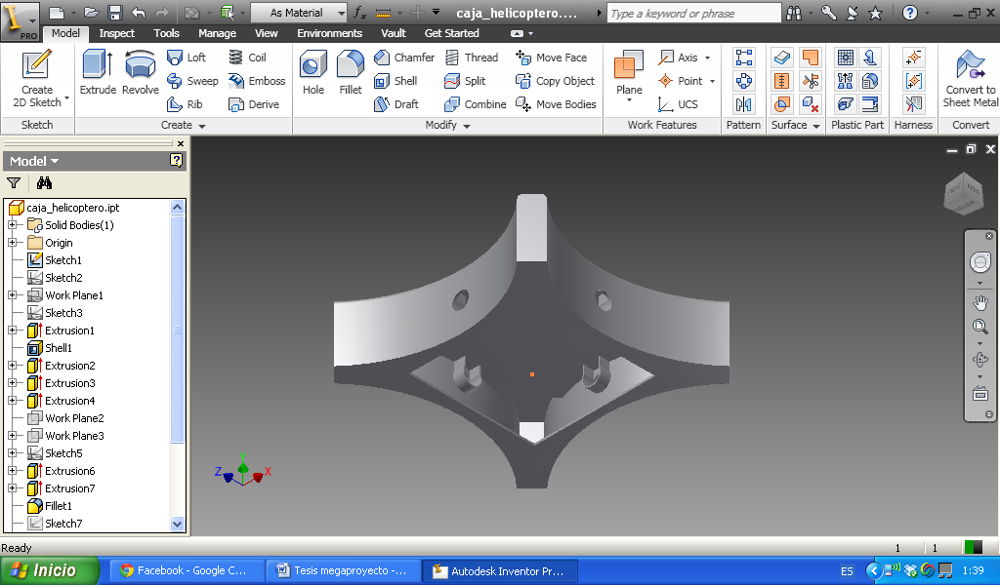 As Material
caja_helicoptero....
Type a keyword or phrase
PRO
Model Inspect Tools Manage View Environments Vault Get Started
Create
2D Sketch
Extrude
Revolve
Loft
Sweep
Rib
Coil
Emboss
Derive
Hole
Fillet
Chamfer
Shell
Draft
Thread
Split
Combine
Move Face
Copy Object
Move Bodies
Plane
Axis
Point
UCS
Convert to
Sheet Metal
Sketch Create Modify Work Features Pattern Surface Plastic Part Harness Convert
Model
caja_helicoptero.ipt
Solid Bodies(1)
Origin
Sketch1
Sketch2
Work Plane1
Sketch3
Extrusion1
Shell1
Extrusion2
Extrusion3
Extrusion4
Work Plane2
Work Plane3
Sketch5
Extrusion6
Extrusion7
Fillet1
Sketch7
Y
Z X
Ready 1 1
Inicio Facebook - Google C... Tesis megaproyecto -... Autodesk Inventor Pr... ES 1:39